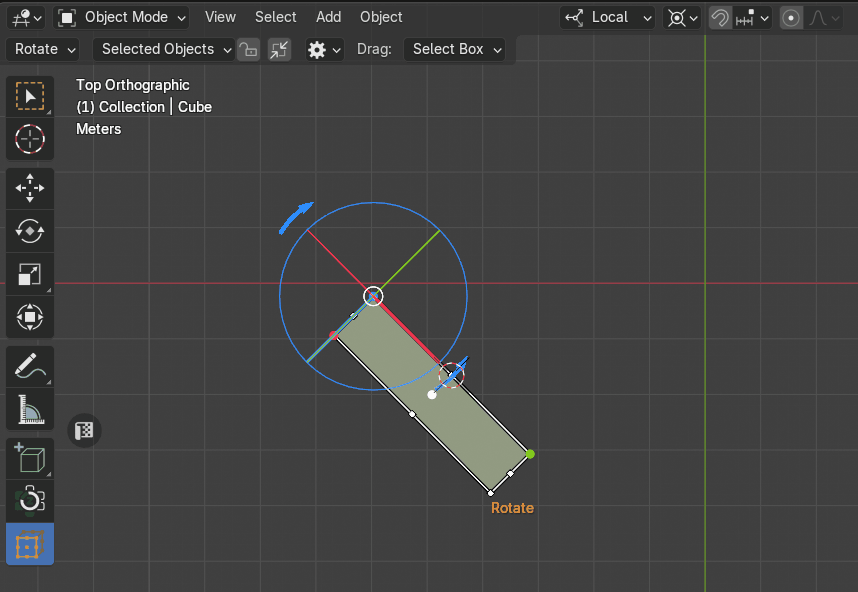 Object Mode View Select Add Object Local
Rotate Selected Objects Drag: Select Box
Top Orthographic
(1) Collection | Cube
Meters
Rotate